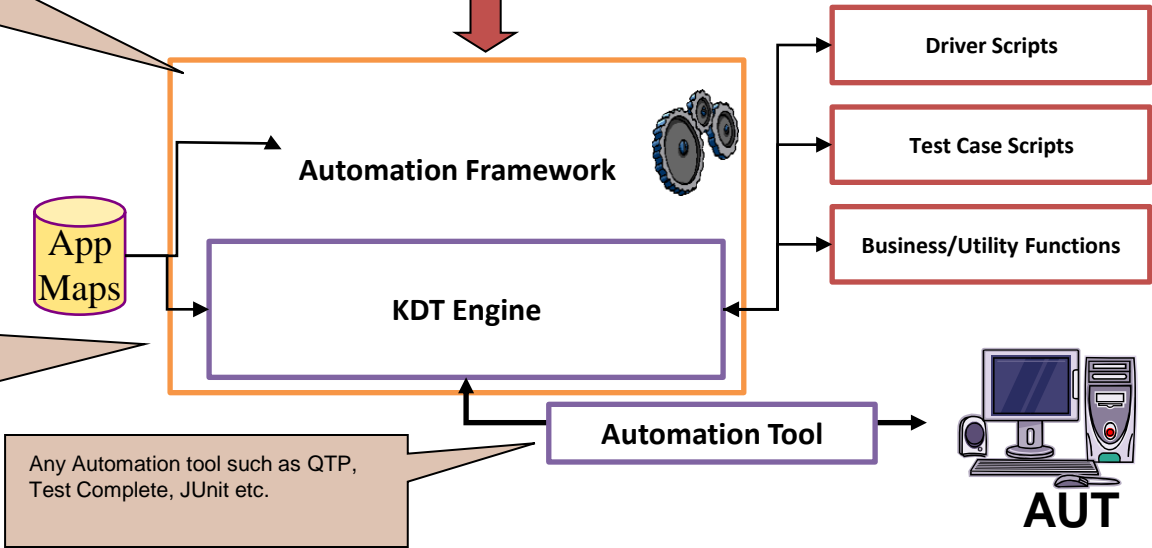 Driver Scripts
Test Case Scripts
Automation Framework
App
Maps
Business/Utility Functions
KDT Engine
Automation Tool
Any Automation tool such as QTP,
Test Complete, JUnit etc.
AUT